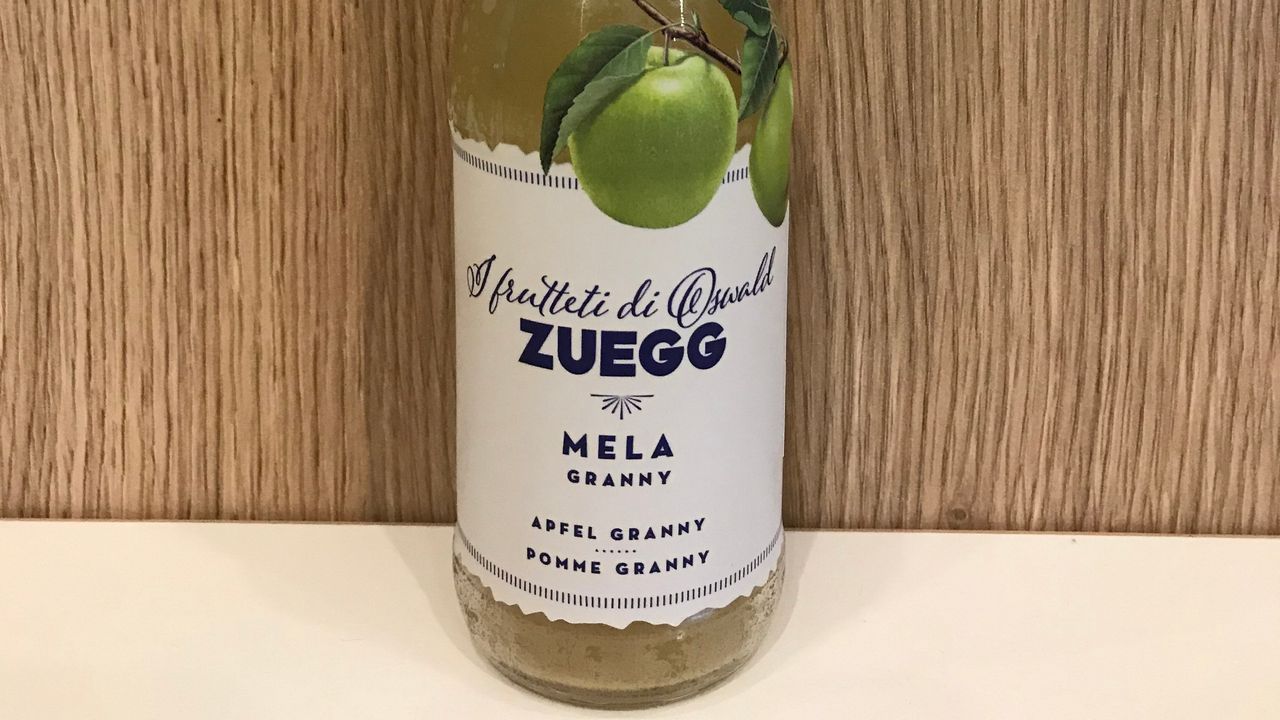 I frutteti di Oswald
ZUEGG
MELA
GRANNY
APFEL GRANNY
POMME GRANNY